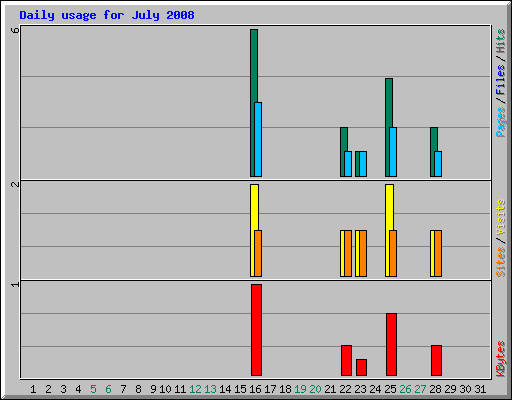 Daily usage for July 2008
6
2
1
Pages/Files/Hits
Sites/Visits
KBytes
1 2 3 4 5 6 7 8 9 10 11 12 13 14 15 16 17 18 19 20 21 22 23 24 25 26 27 28 29 30 31